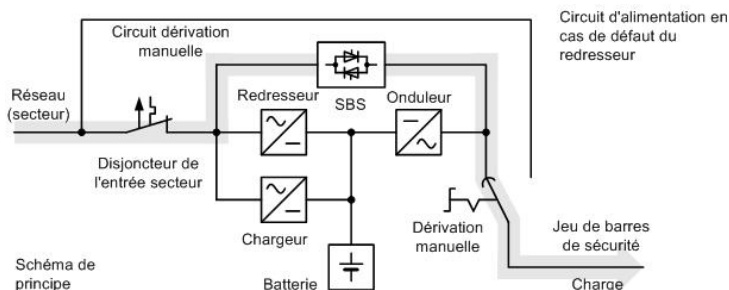 Circuit dérivation
manuelle
Circuit d'alimentation en
cas de défaut du
redresseur
Réseau
(secteur)
Redresseur
SBS
Onduleur
Disjoncteur de
l'entrée secteur
Chargeur
Dérivation
manuelle
Jeu de barres
de sécurité
Schéma de
principe
Batterie
Charge